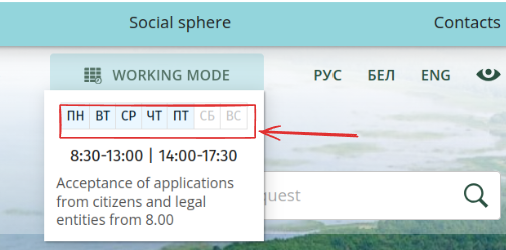 Social sphere Contacts
WORKING MODE РУС БЕЛ ENG
ПН ВТ СР ЧТ ПТ СБ ВС
8:30-13:00 | 14:00-17:30
Acceptance of applications
from citizens and legal
entities from 8.00